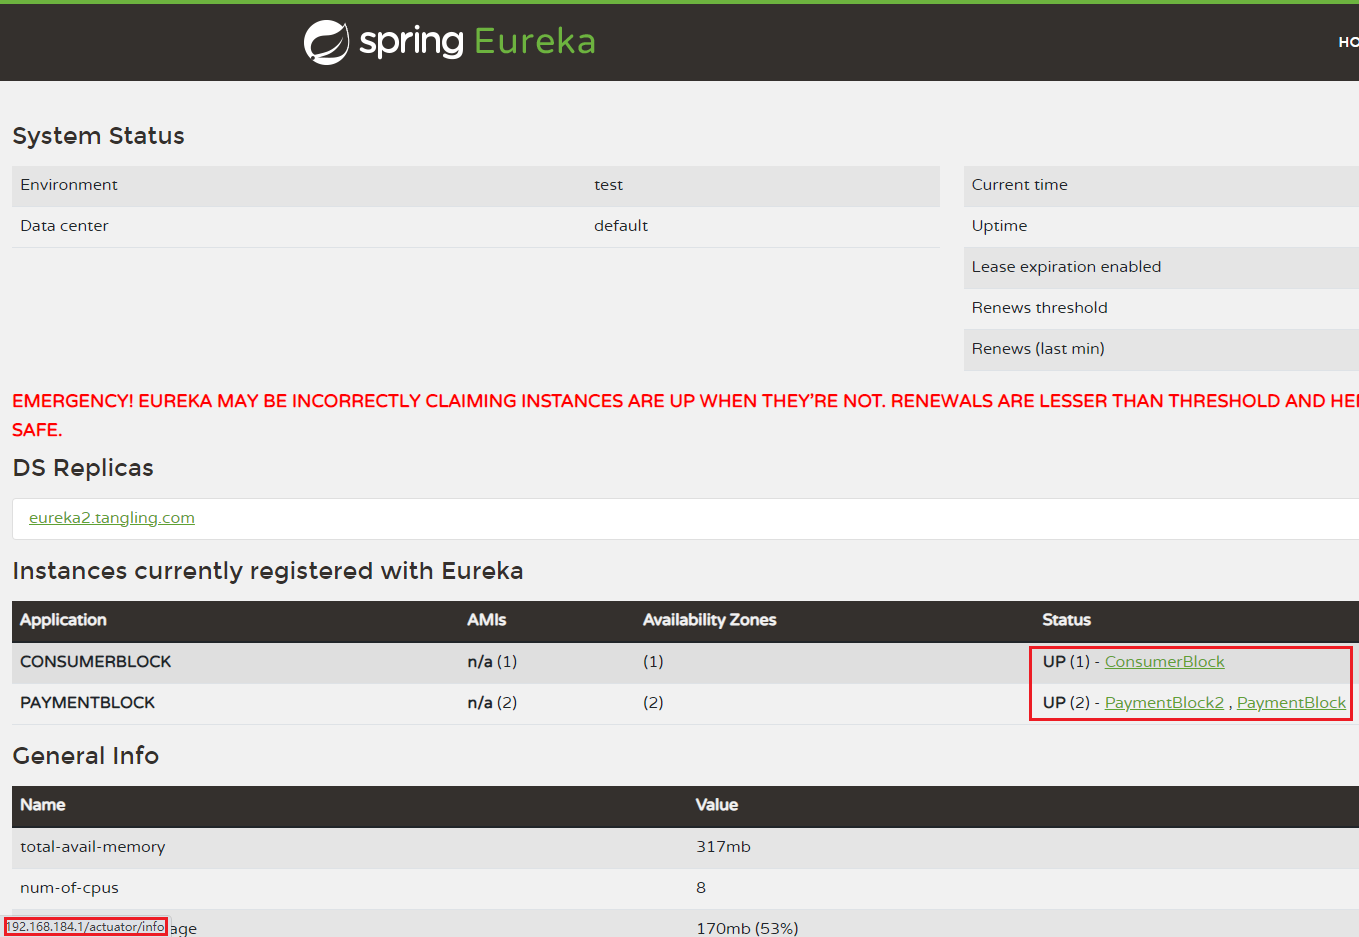 spring Eureka
HO
System Status
Environment test
Data center default
Current time
Uptime
Lease expiration enabled
Renews threshold
Renews (last min)
EMERGENCY! EUREKA MAY BE INCORRECTLY CLAIMING INSTANCES ARE UP WHEN THEY'RE NOT. RENEWALS ARE LESSER THAN THRESHOLD AND HE
SAFE.
DS Replicas
eureka2.tangling.com
Instances currently registered with Eureka
Application AMIs Availability Zones Status
CONSUMERBLOCK n/a (1) (1) UP (1) - ConsumerBlock
PAYMENTBLOCK n/a (2) (2) UP (2) - PaymentBlock2 , PaymentBlock
General Info
Name Value
total-avail-memory 317mb
num-of-cpus 8
192.168.184.1/actuator/info age 170mb (53%)